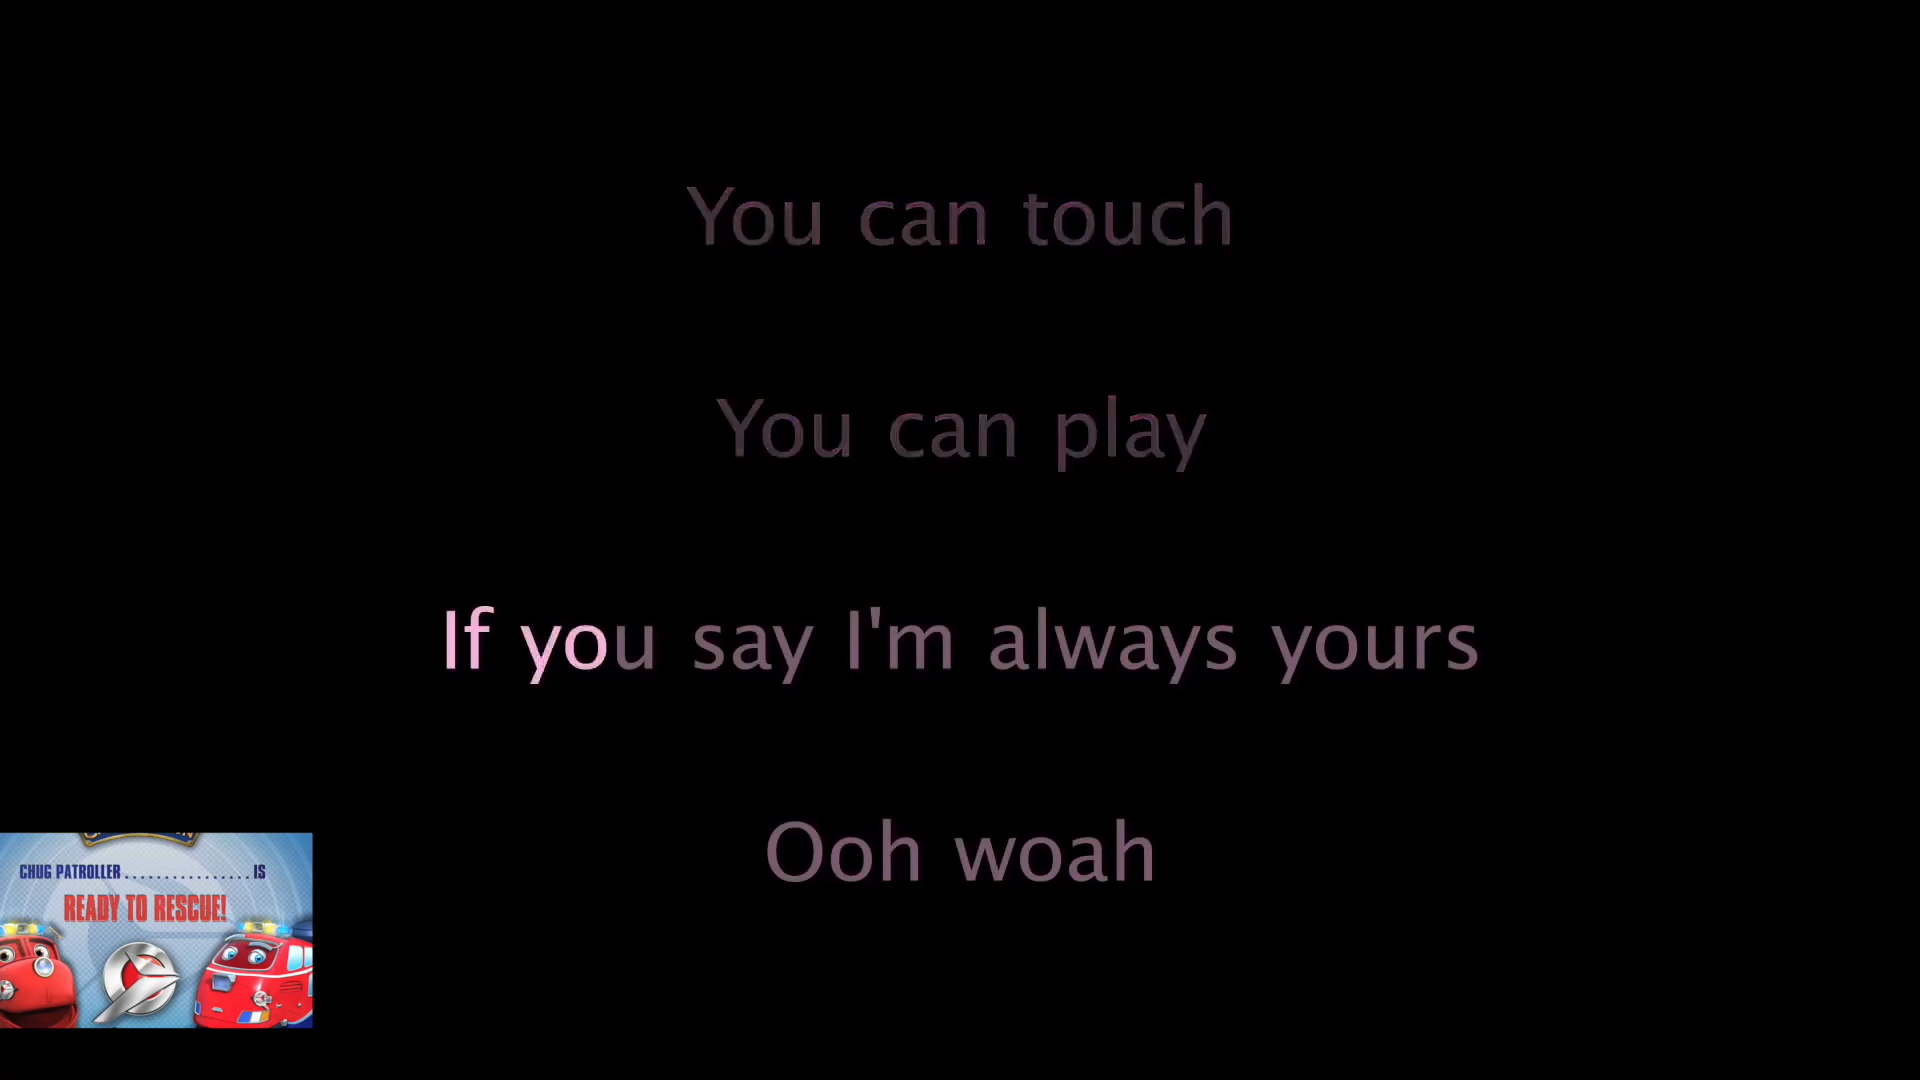 You can touch
You can play
If you say I'm always yours
Ooh woah
CHUG PATROLLER ................ IS
READY TO RESCUE!